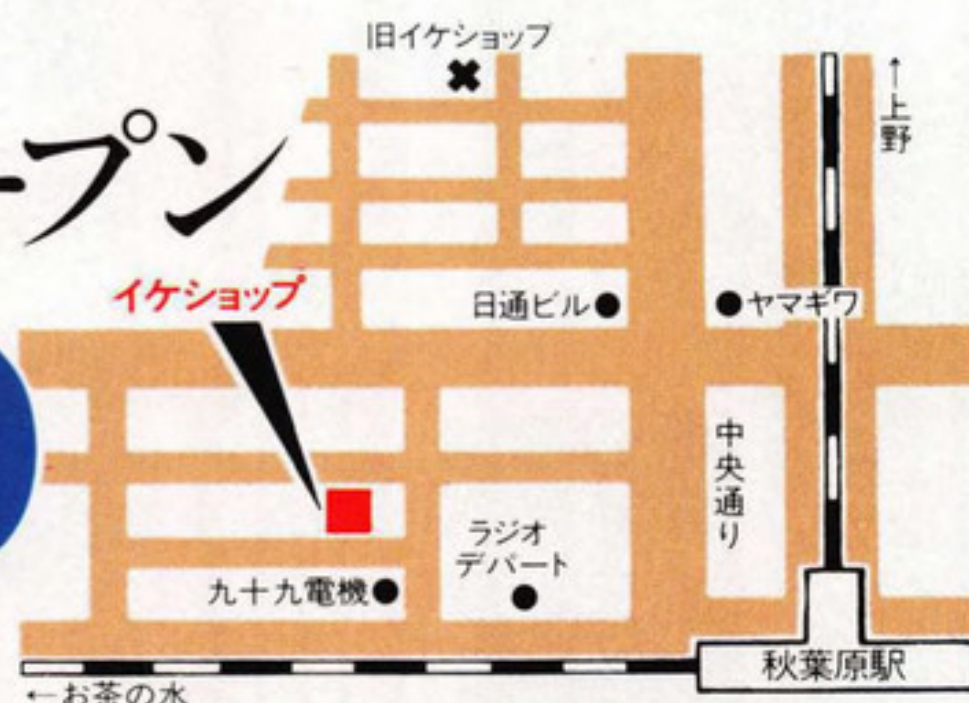 旧イケショップ
↑上野
ープン
イケショップ
日通ビル
ヤマギワ
中央通り
ラジオ
デパート
九十九電機
秋葉原駅
←お茶の水